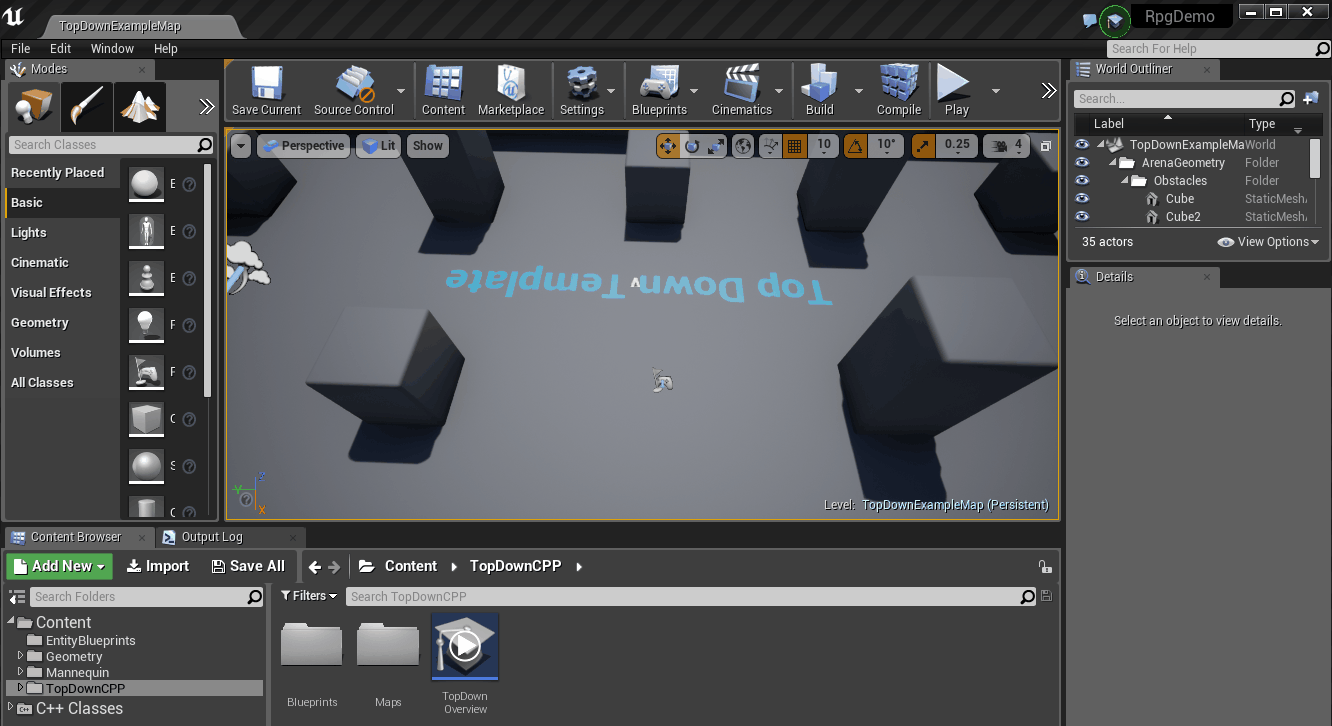 TopDownExampleMap
RpgDemo
File Edit Window Help
Search For Help
Modes
Search Classes
Recently Placed
Basic
Lights
Cinematic
Visual Effects
Geometry
Volumes
All Classes
E
E
E
F
F
C
S
C
Save Current
Source Control
Content
Marketplace
Settings
Blueprints
Cinematics
Build
Compile
Play
Perspective
Lit
Show
10
10°
0.25
4
Top Down Template
Z
Y
X
Level: TopDownExampleMap (Persistent)
World Outliner
Search...
Label Type
TopDownExampleMa World
ArenaGeometry Folder
Obstacles Folder
Cube StaticMesh
Cube2 StaticMesh
35 actors View Options
Details
Select an object to view details.
Content Browser
Output Log
Add New
Import
Save All
Content
TopDownCPP
Search Folders
Filters
Search TopDownCPP
Content
EntityBlueprints
Geometry
Mannequin
TopDownCPP
C++ Classes
Blueprints
Maps
TopDown
Overview